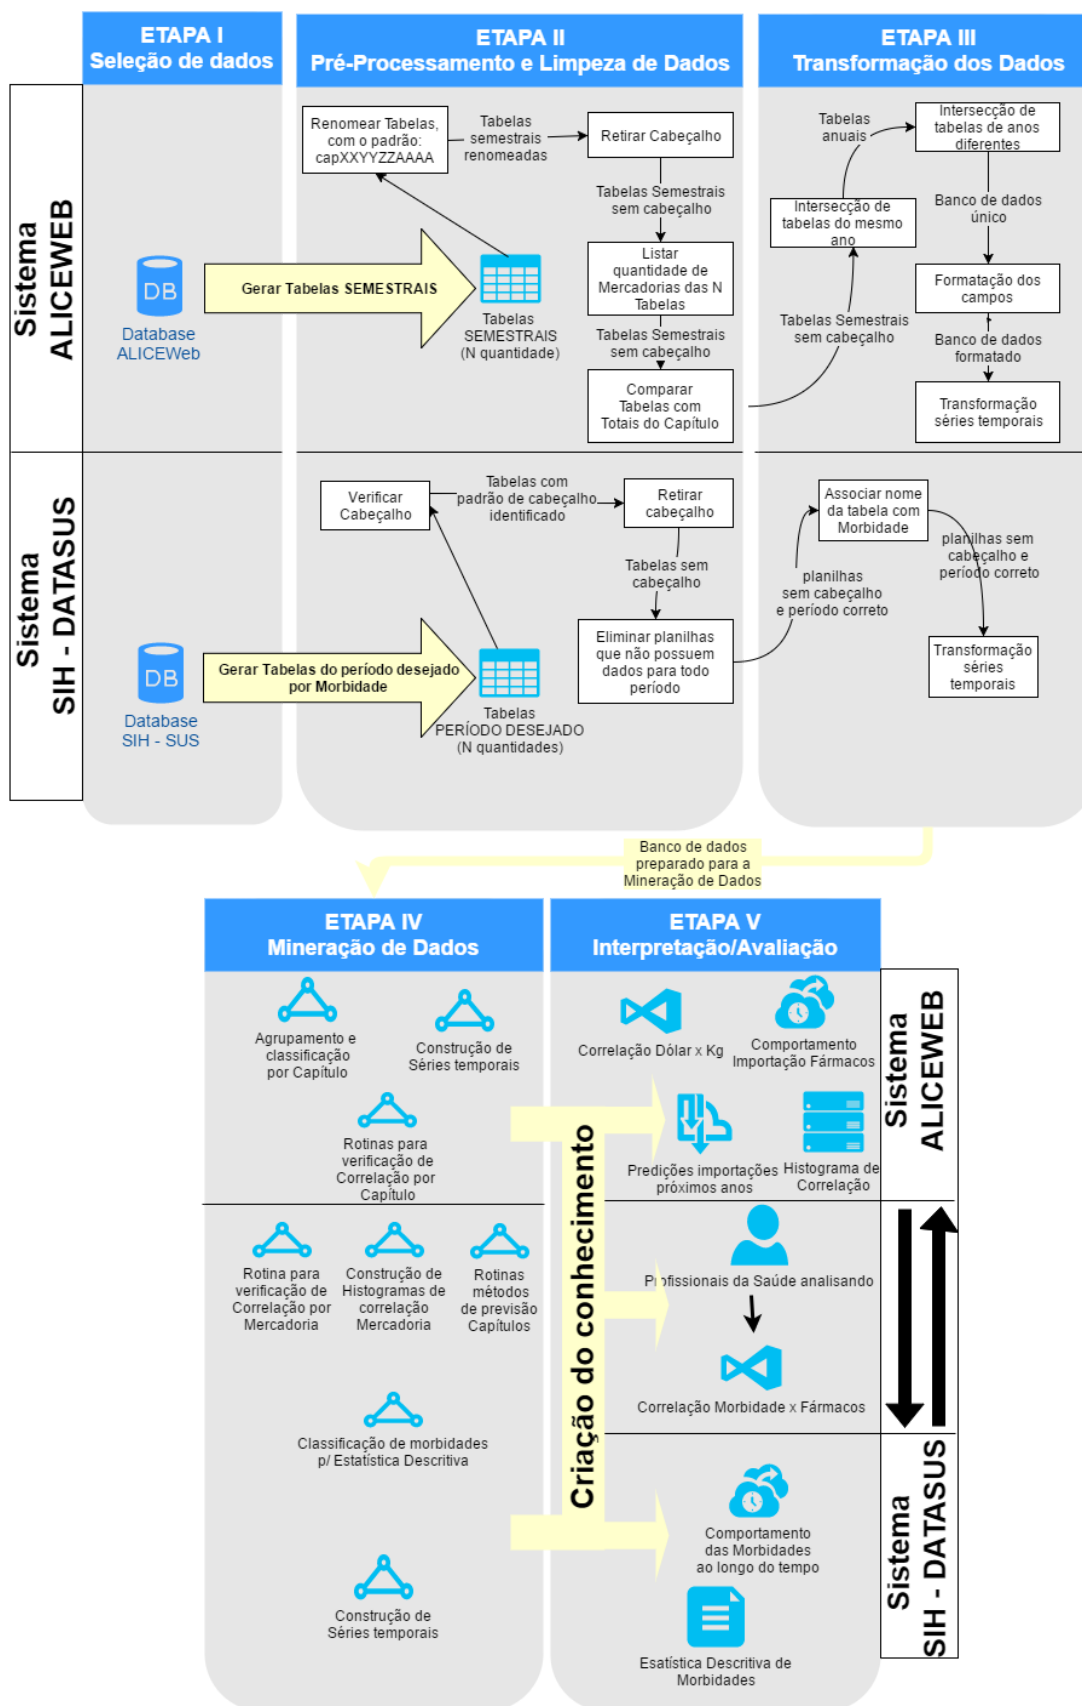 ETAPA I
Seleção de dados
ETAPA II
Pré-Processamento e Limpeza de Dados
ETAPA III
Transformação dos Dados
Sistema
ALICEWEB
Database
ALICEWeb
DB
Gerar Tabelas SEMESTRAIS
Renomear Tabelas,
com o padrão:
capXXYYZZAAAA
Tabelas
semestrais
renomeadas
Retirar Cabeçalho
Tabelas Semestrais
sem cabeçalho
Tabelas
SEMESTRAIS
(N quantidade)
Listar
quantidade de
Mercadorias das N
Tabelas
Tabelas Semestrais
sem cabeçalho
Comparar
Tabelas com
Totais do Capítulo
Tabelas Semestrais
sem cabeçalho
Intersecção de
tabelas do mesmo
ano
Tabelas
anuais
Intersecção de
tabelas de anos
diferentes
Banco de dados
único
Formatação dos
campos
Banco de dados
formatado
Transformação
séries temporais
Sistema
SIH - DATASUS
DB
Database
SIH - SUS
Gerar Tabelas do período desejado
por Morbidade
Tabelas
PERÍODO DESEJADO
(N quantidades)
Verificar
Cabeçalho
Tabelas com
padrão de cabeçalho
identificado
Retirar
cabeçalho
Tabelas sem
cabeçalho
Eliminar planilhas
que não possuem
dados para todo
período
planilhas
sem cabeçalho
e período correto
Associar nome
da tabela com
Morbidade
planilhas sem
cabeçalho e
período correto
Transformação
séries
temporais
Banco de dados
preparado para a
Mineração de Dados
ETAPA IV
Mineração de Dados
ETAPA V
Interpretação/Avaliação
Agrupamento e
classificação
por Capítulo
Construção de
Séries temporais
Rotinas para
verificação de
Correlação por
Capítulo
Rotina para
verificação de
Correlação por
Mercadoria
Construção de
Histogramas de
correlação
Mercadoria
Rotinas
métodos
de previsão
Capítulos
Classificação de morbidades
p/ Estatística Descritiva
Construção de
Séries temporais
Criação do conhecimento
Correlação Dólar x Kg
Comportamento
Importação Fármacos
Predições importações
próximos anos
Histograma de
Correlação
Profissionais da Saúde analisando
Correlação Morbidade x Fármacos
Comportamento
das Morbidades
ao longo do tempo
Esatística Descritiva de
Morbidades
Sistema
ALICEWEB
Sistema
SIH - DATASUS